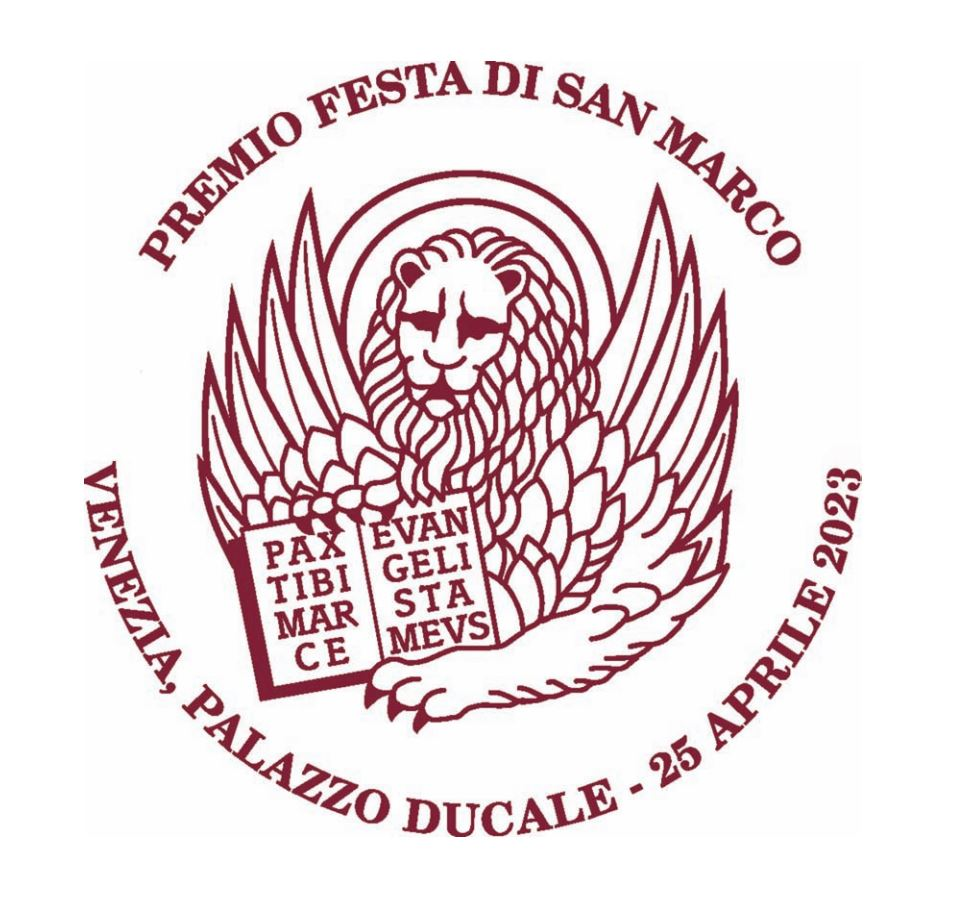 PREMIO FESTA DI SAN MARCO
PAX
TIBI
MAR
CE
EVAN
GELI
STA
MEVS
VENEZIA, PALAZZO DUCALE - 25 APRILE 2023